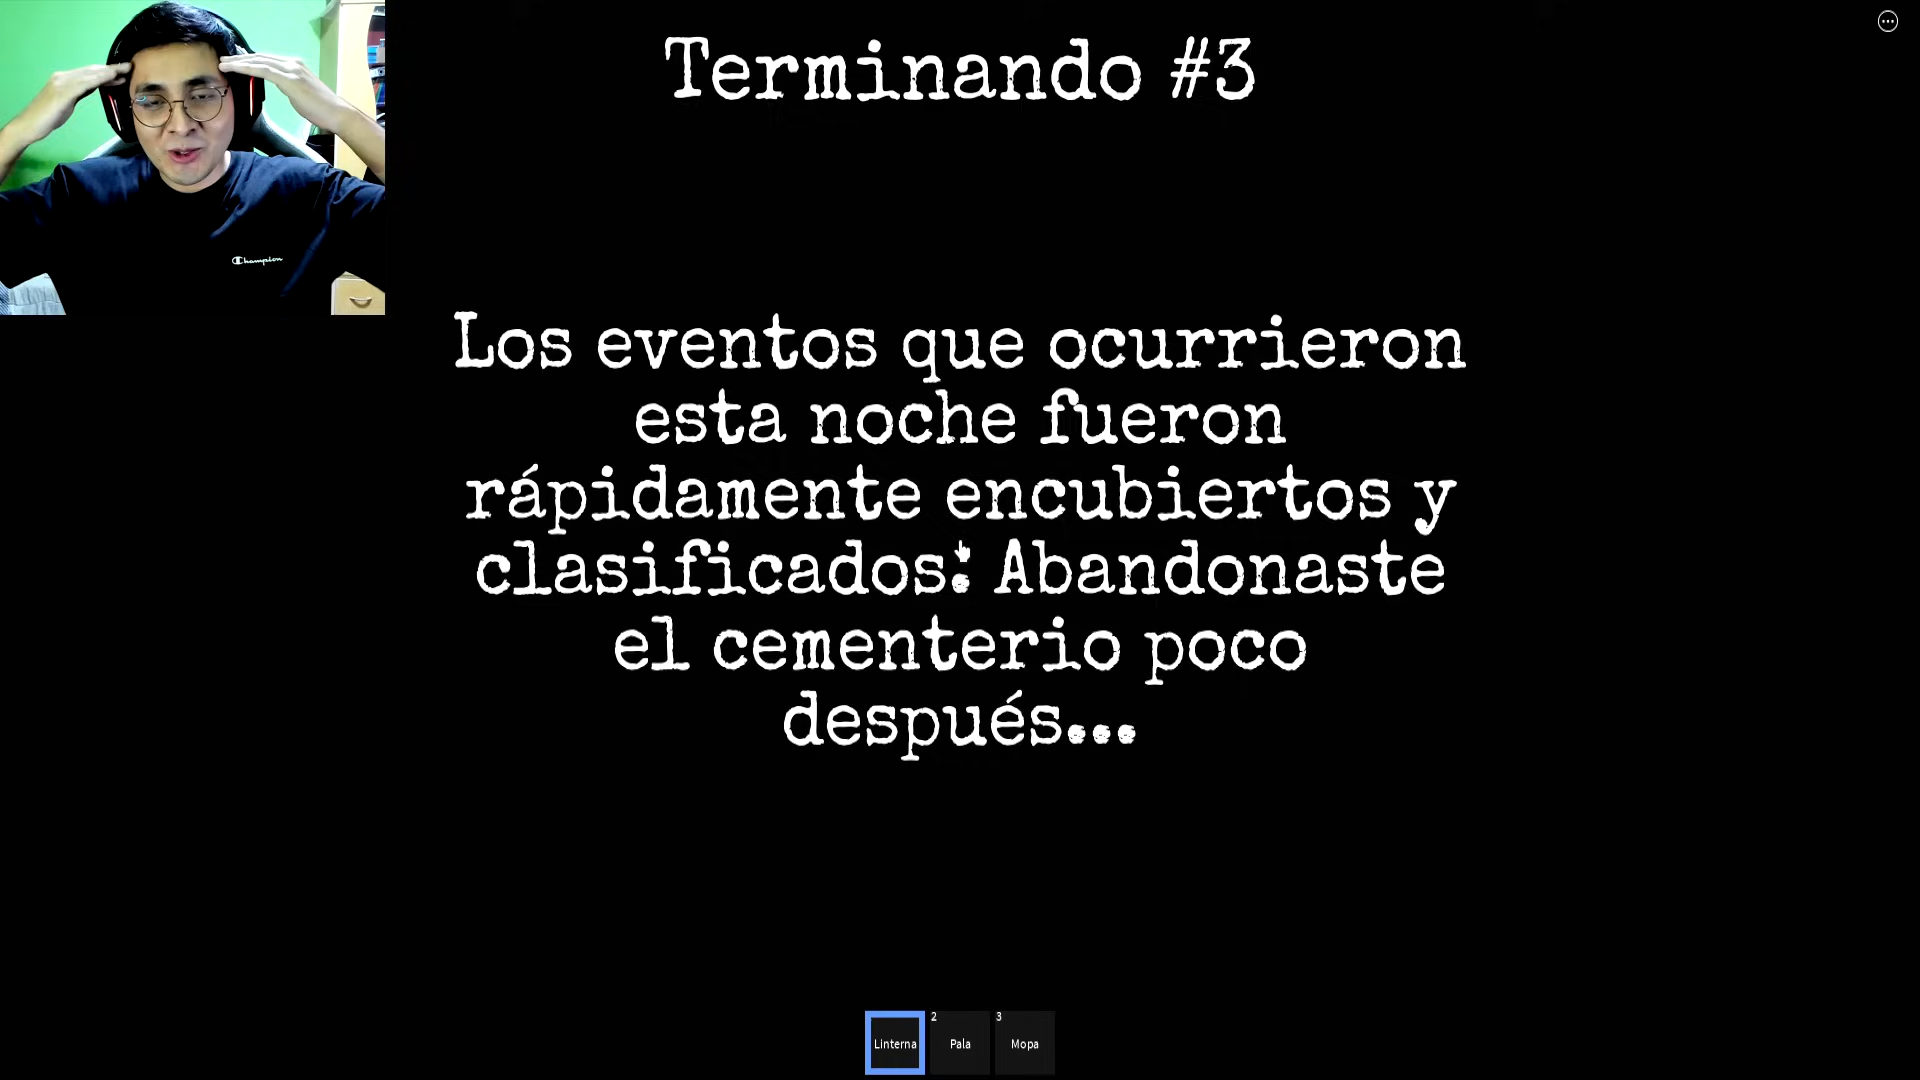 Terminando #3
Champion
Los eventos que ocurrieron
esta noche fueron
rápidamente encubiertos y
clasificados. Abandonaste
el cementerio poco
después...
Linterna
2
Pala
3
Mopa